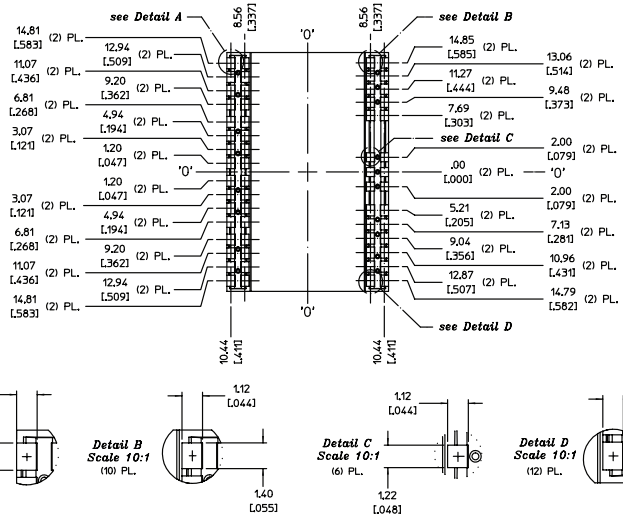 see Detail A
8.56
[.337]
'0'
8.56
[.337]
see Detail B
14.81
[.583] (2) PL.
12.94
[.509] (2) PL.
11.07
[.436] (2) PL.
9.20
[.362] (2) PL.
6.81
[.268] (2) PL.
4.94
[.194] (2) PL.
3.07
[.121] (2) PL.
1.20
[.047] (2) PL.
'0'
1.20
[.047] (2) PL.
3.07
[.121] (2) PL.
4.94
[.194] (2) PL.
6.81
[.268] (2) PL.
9.20
[.362] (2) PL.
11.07
[.436] (2) PL.
12.94
[.509] (2) PL.
14.81
[.583] (2) PL.
14.85
[.585] (2) PL.
13.06
[.514] (2) PL.
11.27
[.444] (2) PL.
9.48
[.373] (2) PL.
7.69
[.303] (2) PL.
see Detail C
2.00
[.079] (2) PL.
.00
[.000] (2) PL.
'0'
2.00
[.079] (2) PL.
5.21
[.205] (2) PL.
7.13
[.281] (2) PL.
9.04
[.356] (2) PL.
10.96
[.431] (2) PL.
12.87
[.507] (2) PL.
14.79
[.582] (2) PL.
see Detail D
'0'
10.44
[.411]
10.44
[.411]
1.12
[.044]
Detail B
Scale 10:1
(10) PL.
1.40
[.055]
1.12
[.044]
Detail C
Scale 10:1
(6) PL.
1.22
[.048]
Detail D
Scale 10:1
(12) PL.